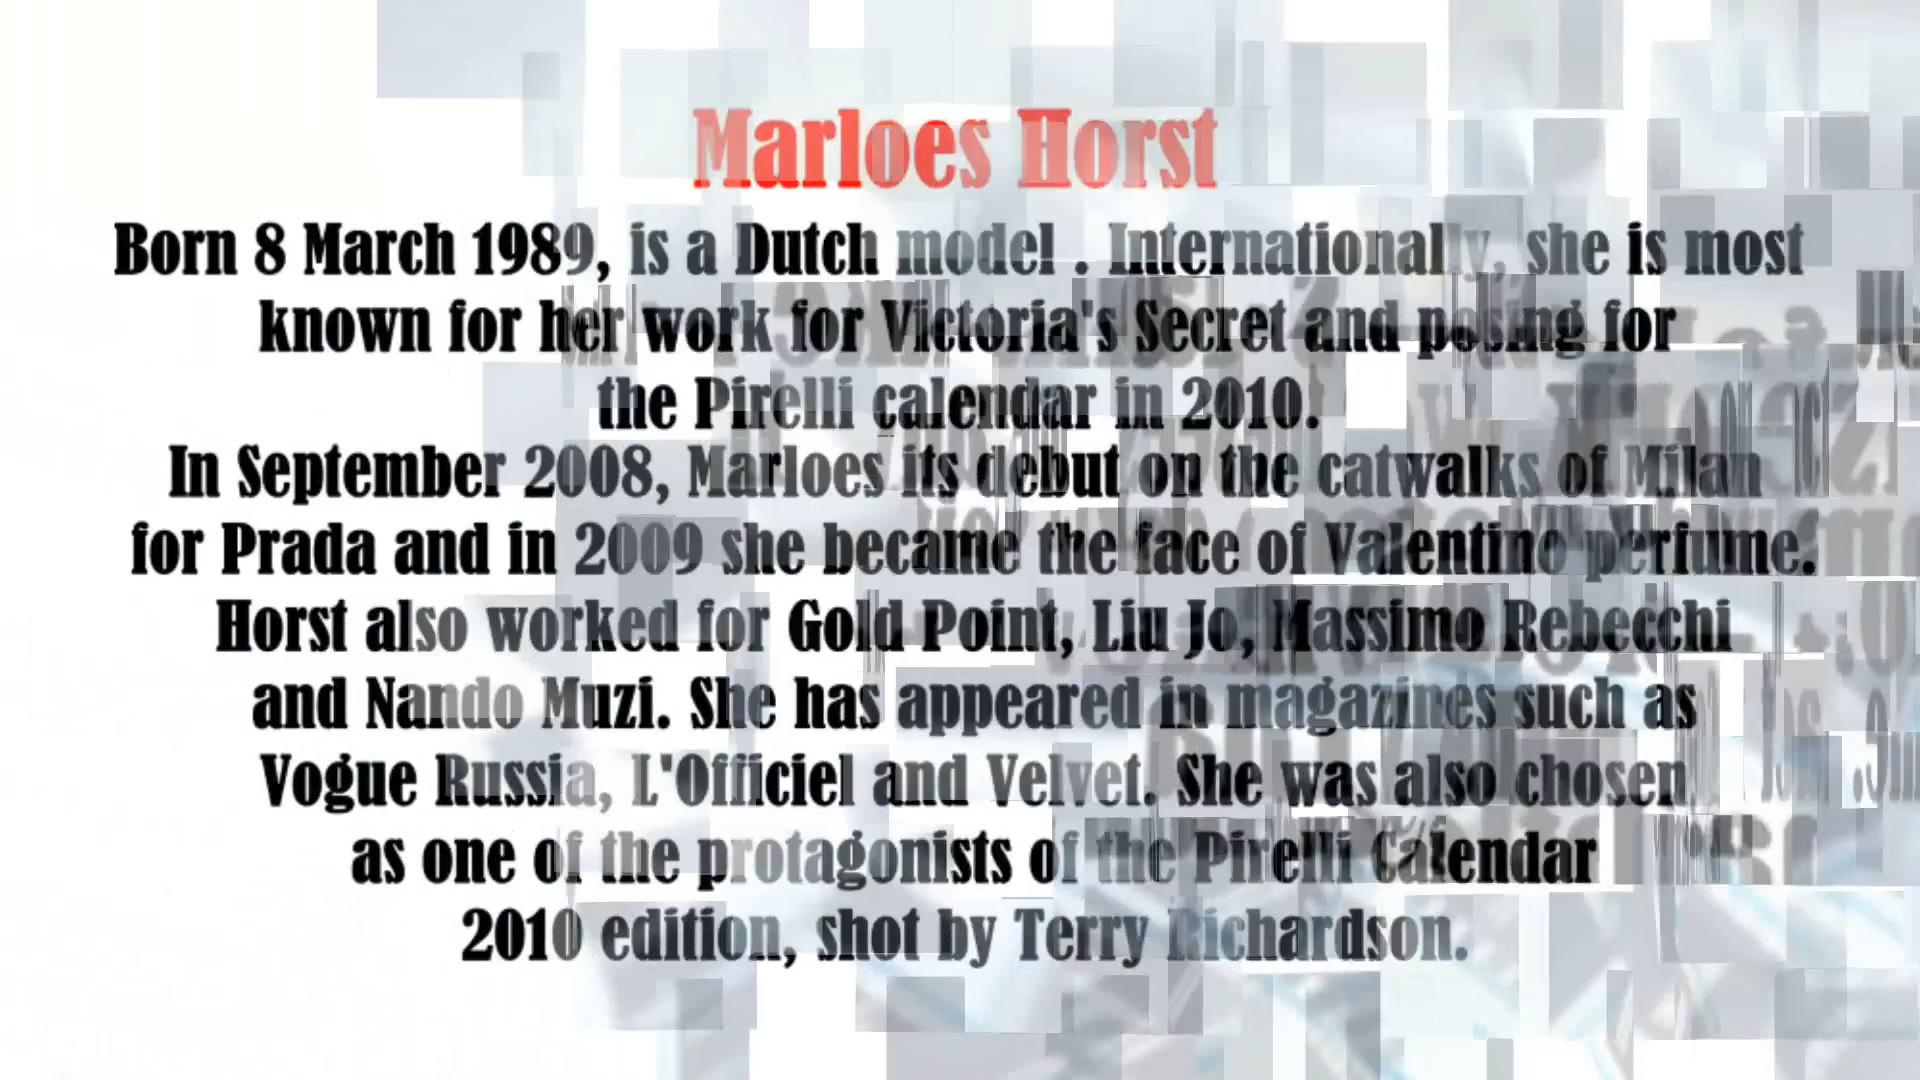 Marloes Horst
Born 8 March 1989, is a Dutch model . Internationally, she is most
known for her work for Victoria's Secret and posing for
the Pirelli calendar in 2010.
In September 2008, Marloes its debut on the catwalks of Milan
for Prada and in 2009 she became the face of Valentino perfume.
Horst also worked for Gold Point, Liu Jo, Massimo Rebecchi
and Nando Muzi. She has appeared in magazines such as
Vogue Russia, L'Officiel and Velvet. She was also chosen
as one of the protagonists of the Pirelli Calendar
2010 edition, shot by Terry Richardson.